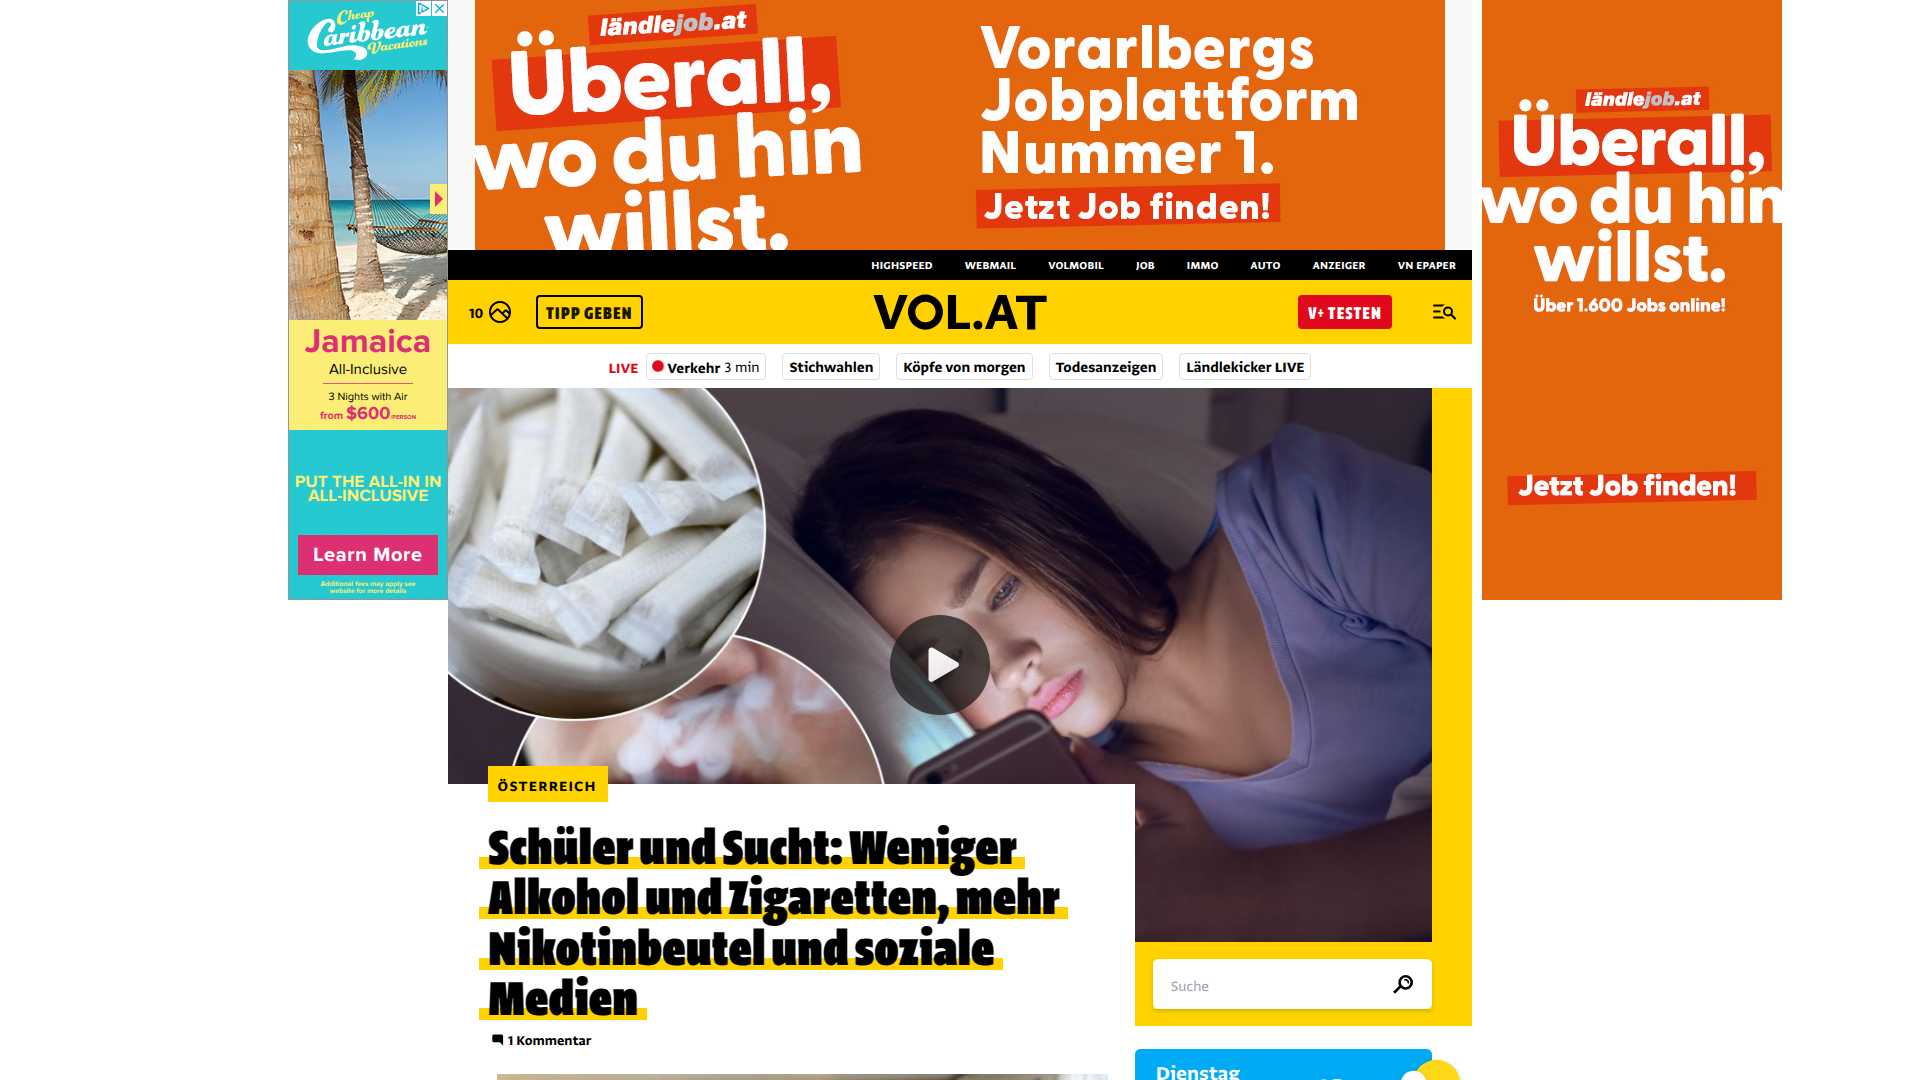 Cheap
Caribbean
Vacations
Jamaica
All-Inclusive
3 Nights with Air
from $600 /PERSON
PUT THE ALL-IN IN
ALL-INCLUSIVE
Learn More
Additional fees may apply see
website for more details
ländlejob.at
Überall,
wo du hin
willst.
Vorarlbergs
Jobplattform
Nummer 1.
Jetzt Job finden!
ländlejob.at
Überall,
wo du hin
willst.
Über 1.600 Jobs online!
Jetzt Job finden!
HIGHSPEED WEBMAIL VOLMOBIL JOB IMMO AUTO ANZEIGER VN EPAPER
10 TIPP GEBEN VOL.AT V+ TESTEN
LIVE Verkehr 3 min Stichwahlen Köpfe von morgen Todesanzeigen Ländlekicker LIVE
ÖSTERREICH
Schüler und Sucht: Weniger
Alkohol und Zigaretten, mehr
Nikotinbeutel und soziale
Medien
1 Kommentar
Suche
Dienstag